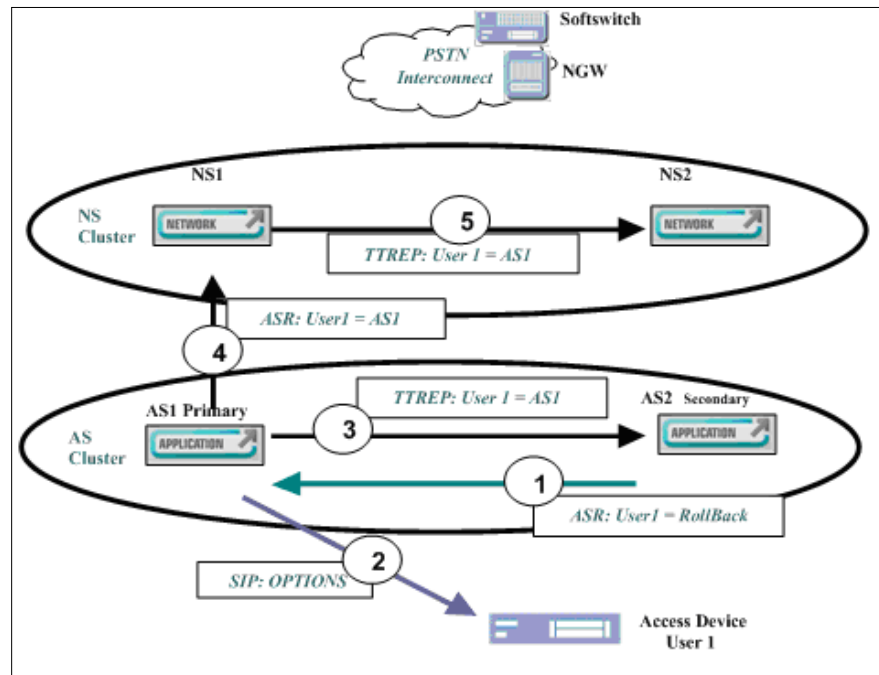 Softswitch
PSTN
Interconnect
NGW
NS1
NS2
NS
Cluster
NETWORK
5
NETWORK
TTREP: User 1 = AS1
ASR: User1 = AS1
4
AS1 Primary
TTREP: User 1 = AS1
AS2 Secondary
AS
Cluster
APPLICATION
3
APPLICATION
1
ASR: User1 = RollBack
2
SIP: OPTIONS
Access Device
User 1